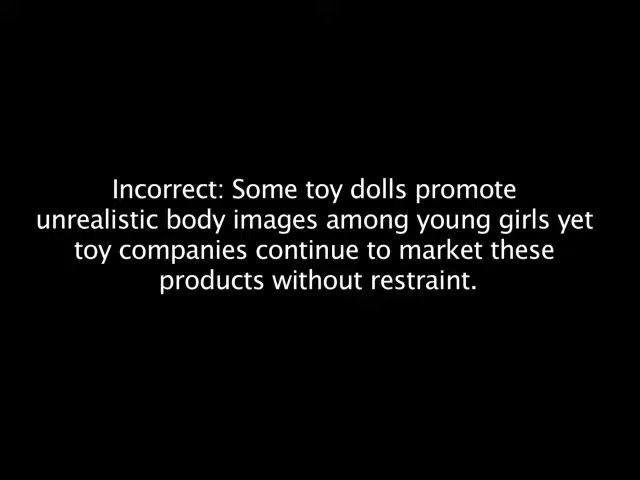 Incorrect: Some toy dolls promote
unrealistic body images among young girls yet
toy companies continue to market these
products without restraint.